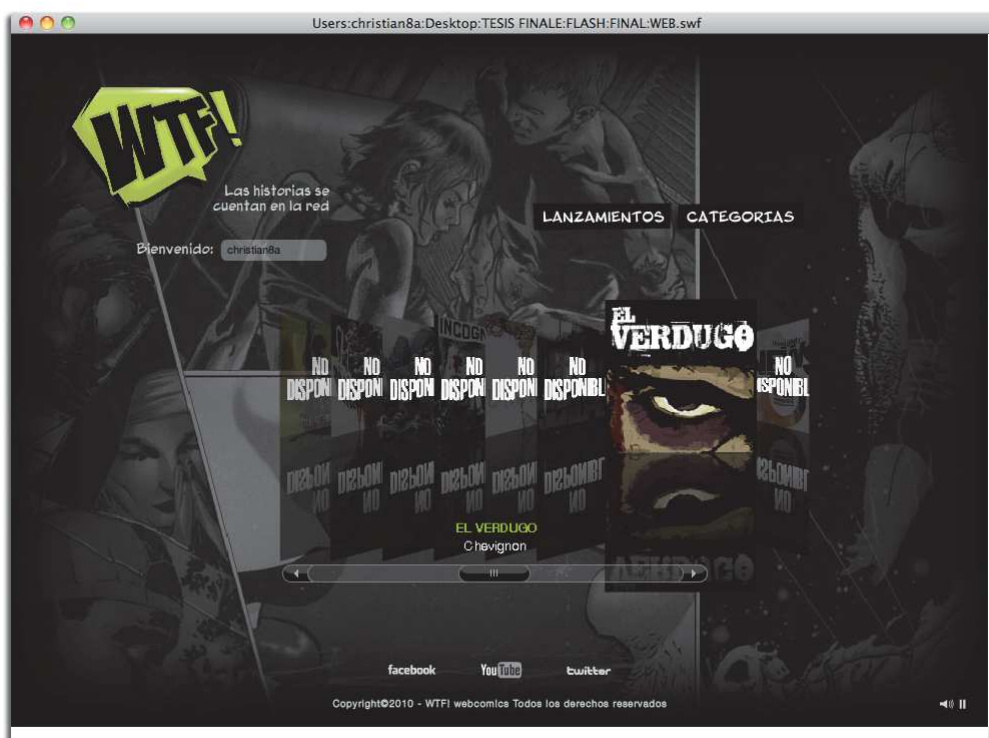 Users:christian8a:Desktop:TESIS FINALE:FLASH:FINAL:WEB.swf
WTF!
Las historias se
cuentan en la red
LANZAMIENTOS CATEGORIAS
Bienvenido: christian8a
EL
VERDUGO
INCOGN
NO NO NO NO NO NO NO
DISPONI DISPONI DISPONI DISPONI DISPONI DISPONIBL ISPONIBL
EL VERDUGO
Chevignon
facebook YouTube twitter
Copyright©2010 - WTF! webcomics Todos los derechos reservados